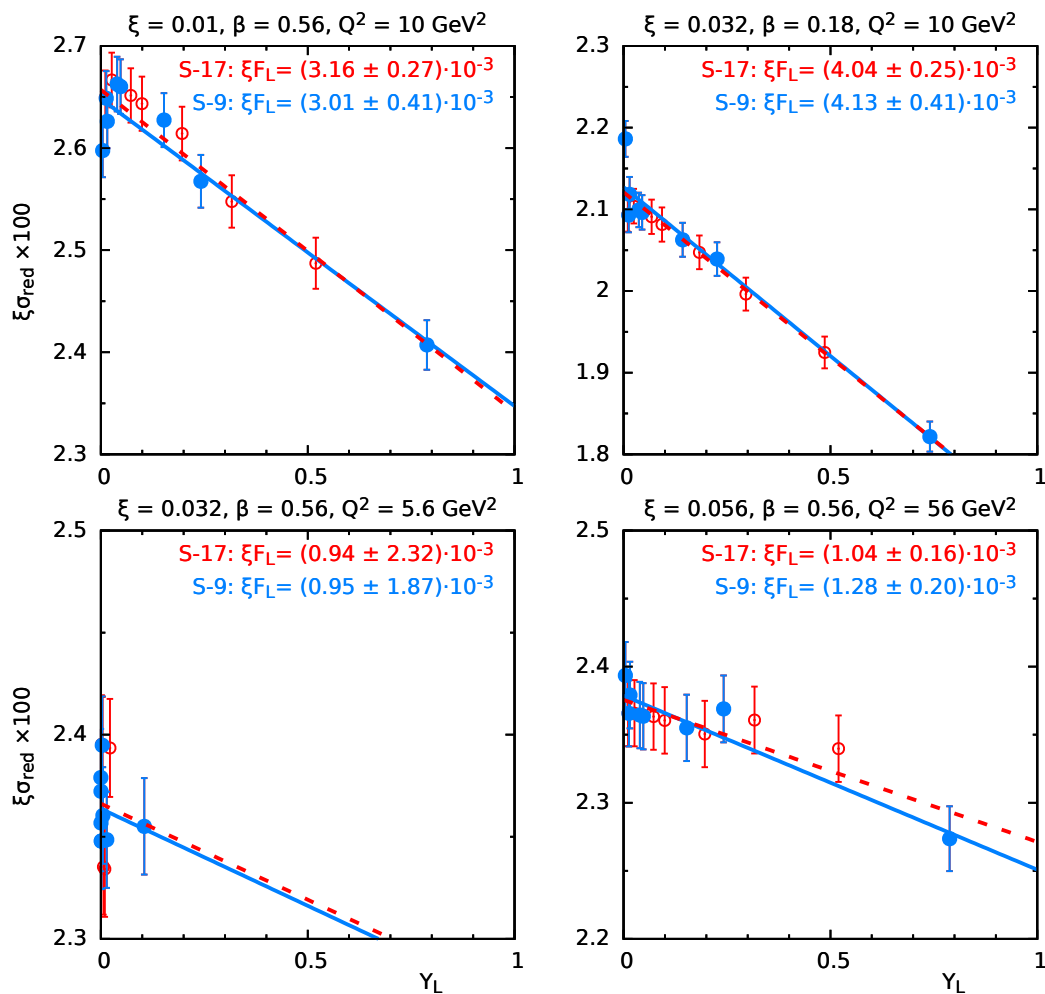 ξ = 0.01, β = 0.56, Q² = 10 GeV²
S-17: ξF_L= (3.16 ± 0.27)·10⁻³
S-9: ξF_L= (3.01 ± 0.41)·10⁻³
2.7
2.6
2.5
2.4
2.3
ξσ_red ×100
0 0.5 1
ξ = 0.032, β = 0.18, Q² = 10 GeV²
S-17: ξF_L= (4.04 ± 0.25)·10⁻³
S-9: ξF_L= (4.13 ± 0.41)·10⁻³
2.3
2.2
2.1
2
1.9
1.8
0 0.5 1
ξ = 0.032, β = 0.56, Q² = 5.6 GeV²
S-17: ξF_L= (0.94 ± 2.32)·10⁻³
S-9: ξF_L= (0.95 ± 1.87)·10⁻³
2.5
2.4
2.3
ξσ_red ×100
0 0.5 1
Y_L
ξ = 0.056, β = 0.56, Q² = 56 GeV²
S-17: ξF_L= (1.04 ± 0.16)·10⁻³
S-9: ξF_L= (1.28 ± 0.20)·10⁻³
2.5
2.4
2.3
2.2
0 0.5 1
Y_L